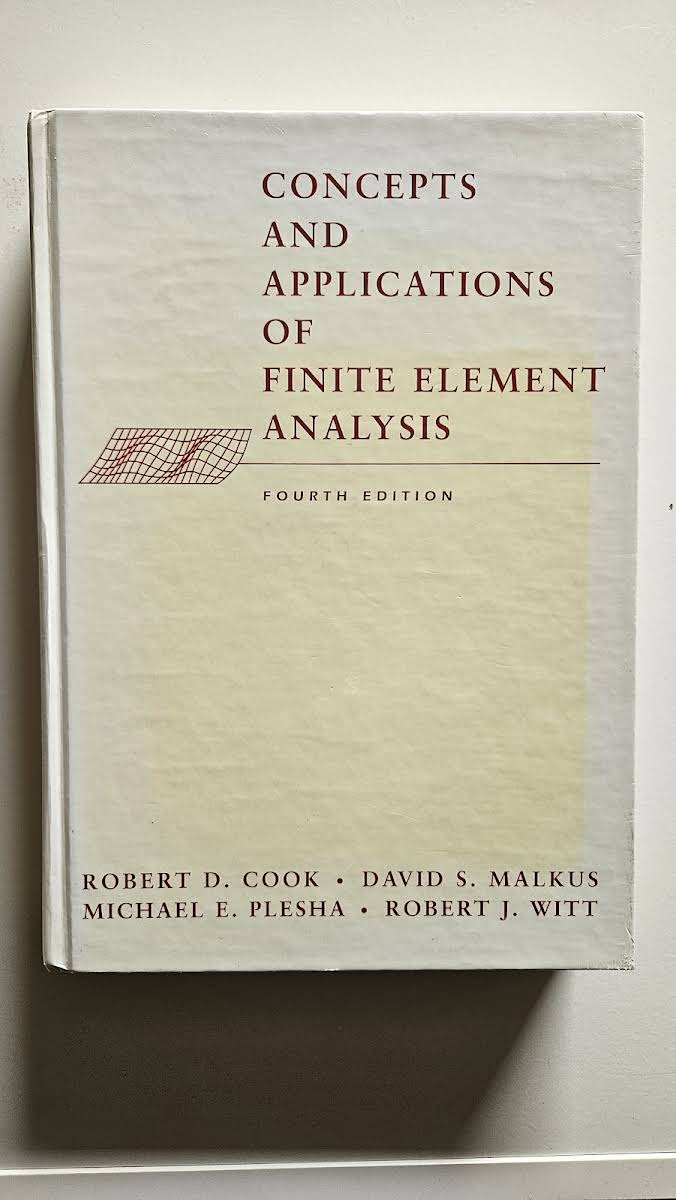 CONCEPTS
AND
APPLICATIONS
OF
FINITE ELEMENT
ANALYSIS
FOURTH EDITION
ROBERT D. COOK • DAVID S. MALKUS
MICHAEL E. PLESHA • ROBERT J. WITT